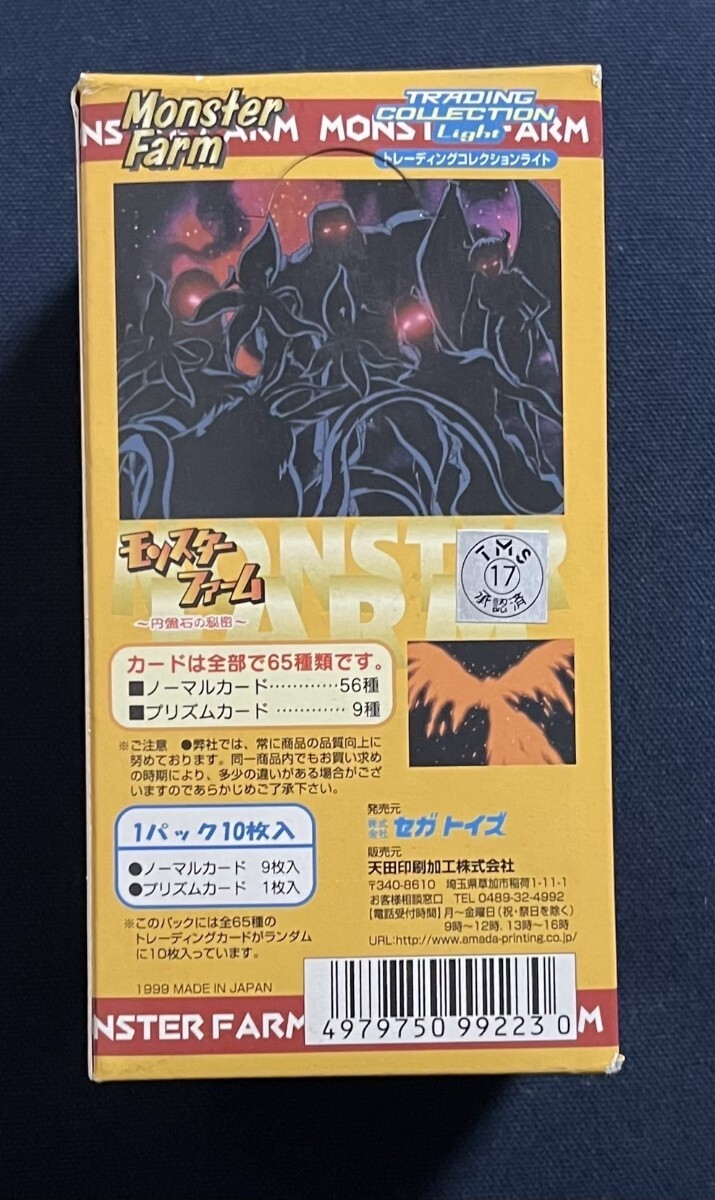 Monster
Farm
NSTER FARM MONSTER FARM
TRADING
COLLECTION
Light
トレーディングコレクションライト
MONSTER
FARM
モンスター
ファーム
～円盤石の秘密～
TMS
17
承認済
カードは全部で65種類です。
■ノーマルカード…………56種
■プリズムカード…………9種
※ご注意 ●弊社では、常に商品の品質向上に
努めております。同一商品内でもお買い求め
の時期により、多少の違いがある場合がござ
いますのであらかじめご了承下さい。
1パック10枚入
●ノーマルカード 9枚入
●プリズムカード 1枚入
※このパックには全65種の
トレーディングカードがランダム
に10枚入っています。
1999 MADE IN JAPAN
発売元
株式会社 セガトイズ
販売元
天田印刷加工株式会社
〒340-8610 埼玉県草加市稲荷1-11-1
お客様相談窓口 TEL 0489-32-4992
【電話受付時間】月～金曜日(祝・祭日を除く)
9時～12時、13時～16時
URL:http://www.amada-printing.co.jp/
NSTER FARM M
4979750 992230